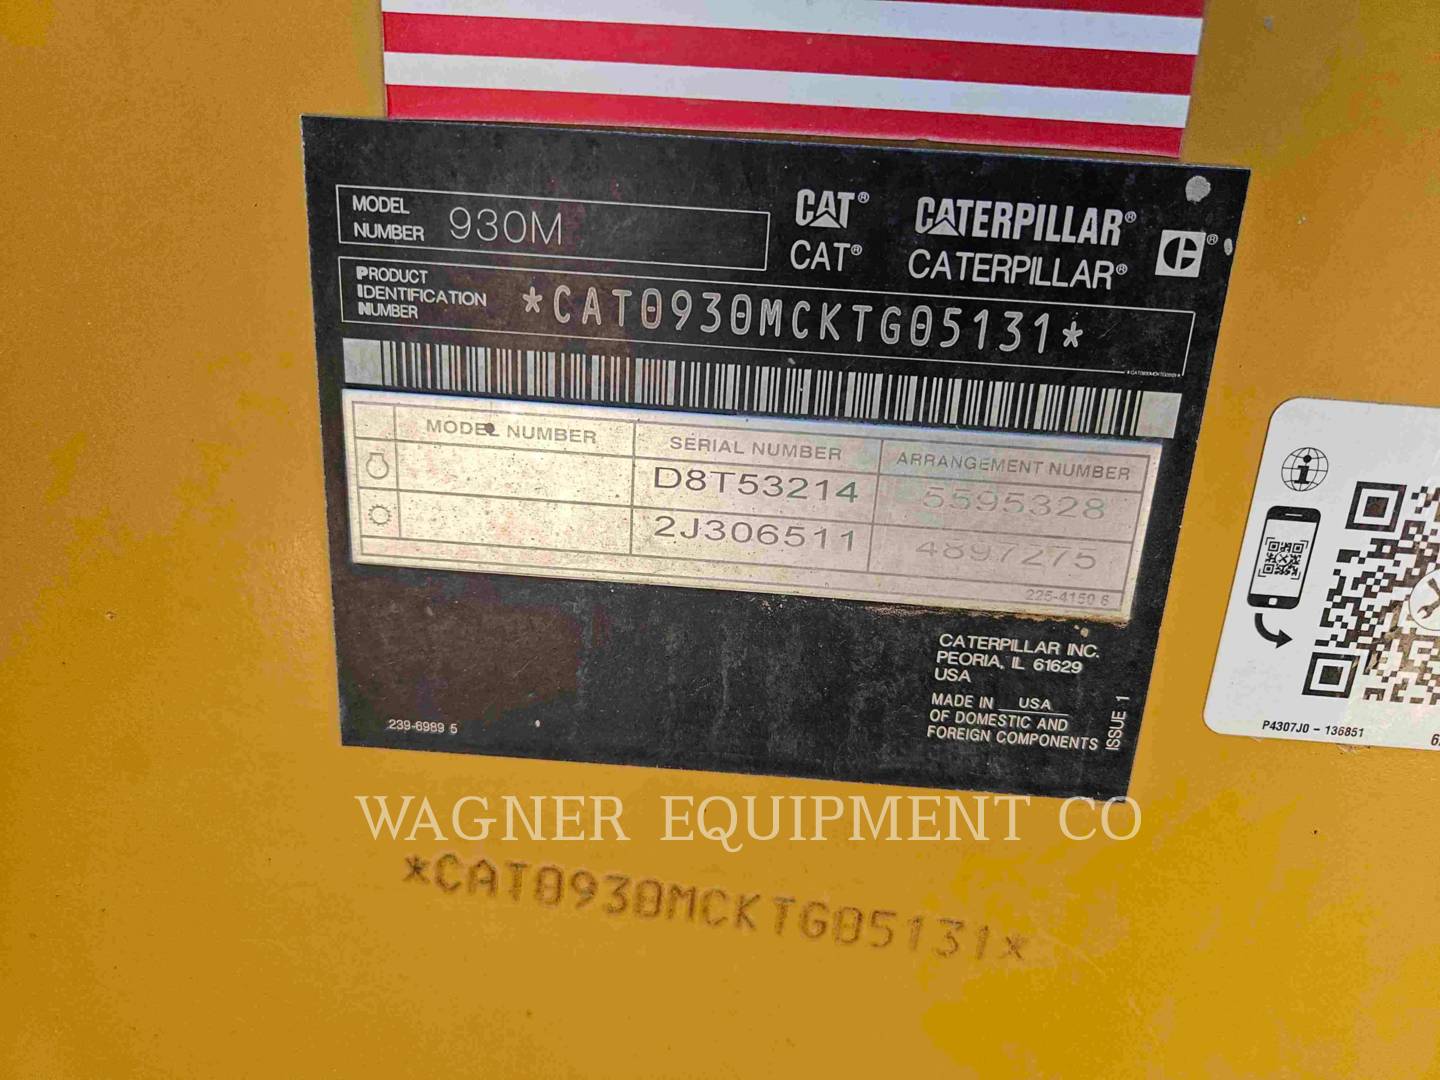 MODEL
NUMBER 930M
CAT® CATERPILLAR®
CAT® CATERPILLAR® ®
PRODUCT
IDENTIFICATION
NUMBER
*CAT0930MCKTG05131*
*CAT0930MCKTG05131*
MODEL NUMBER SERIAL NUMBER ARRANGEMENT NUMBER
D8T53214 5595328
2J306511 4897275
225-4150 6
CATERPILLAR INC.
PEORIA, IL 61629
USA
MADE IN USA
OF DOMESTIC AND
FOREIGN COMPONENTS
ISSUE 1
239-6989 5
P4307J0 - 136851
WAGNER EQUIPMENT CO
*CAT0930MCKTG05131*